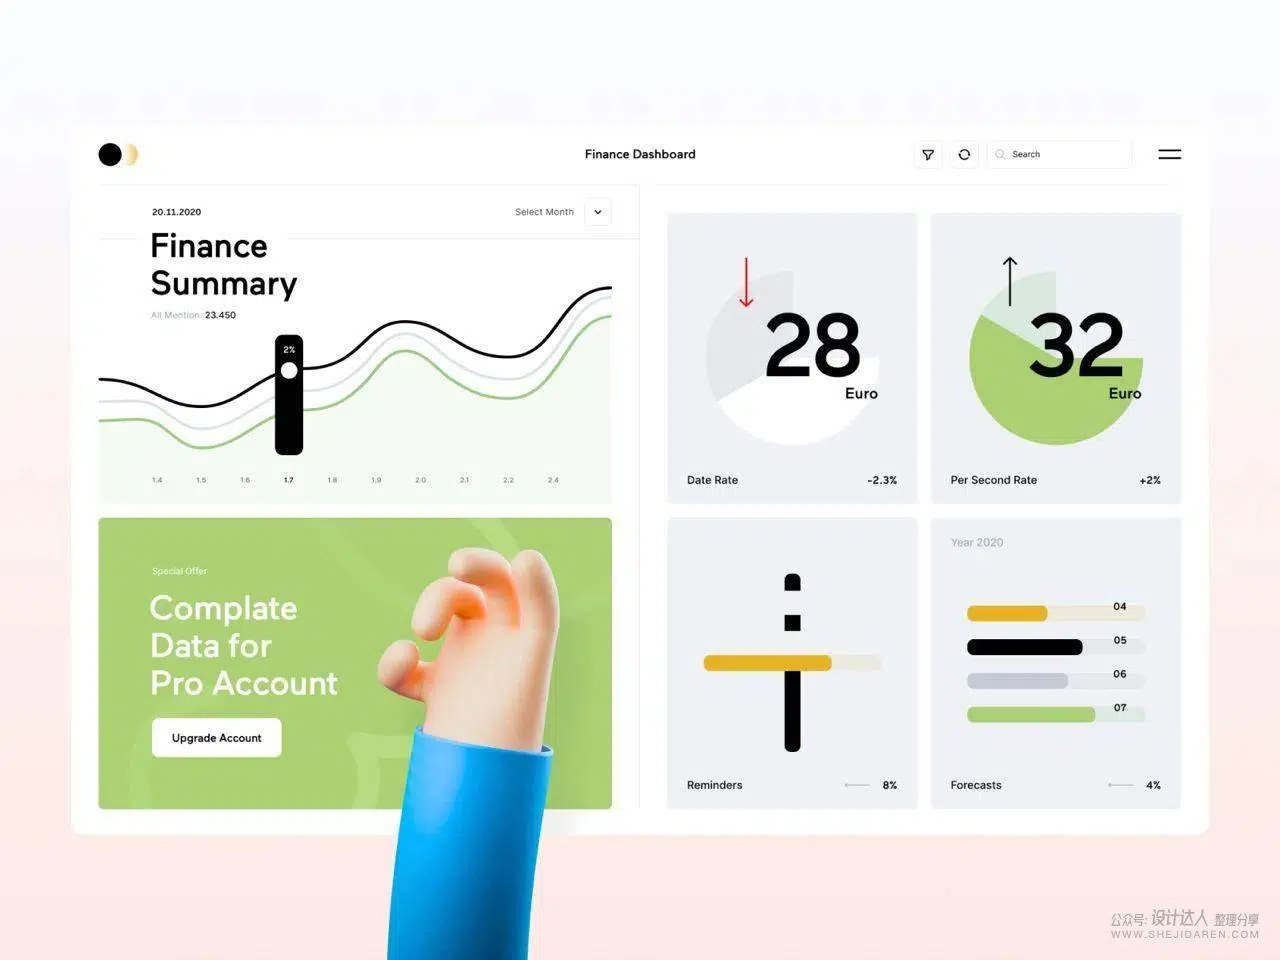 Finance Dashboard
Search
20.11.2020
Select Month
Finance
Summary
All Mention: 23.450
2%
1.4 1.5 1.6 1.7 1.8 1.9 2.0 2.1 2.2 2.4
28
Euro
Date Rate -2.3%
32
Euro
Per Second Rate +2%
Special Offer
Complate
Data for
Pro Account
Upgrade Account
Reminders 8%
Year 2020
04
05
06
07
Forecasts 4%
公众号: 设计达人 整理分享
WWW.SHEJIDAREN.COM